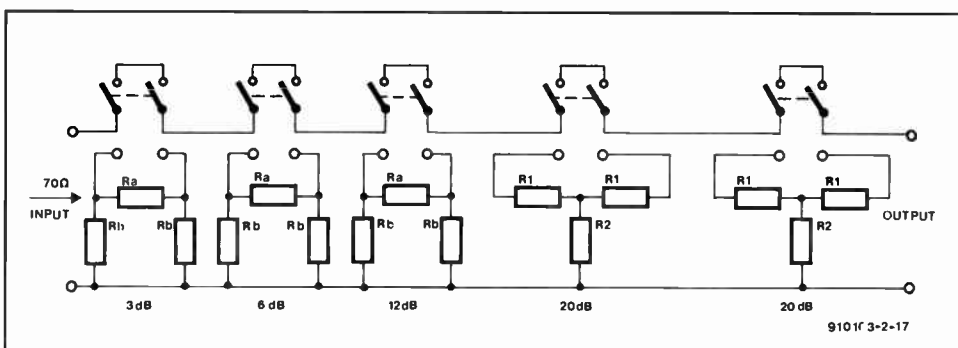 70Ω
INPUT
Ra
Rb
Rb
3dB
Ra
Rb
Rb
6dB
Ra
Rb
Rb
12dB
R1
R1
R2
20dB
R1
R1
R2
OUTPUT
20dB